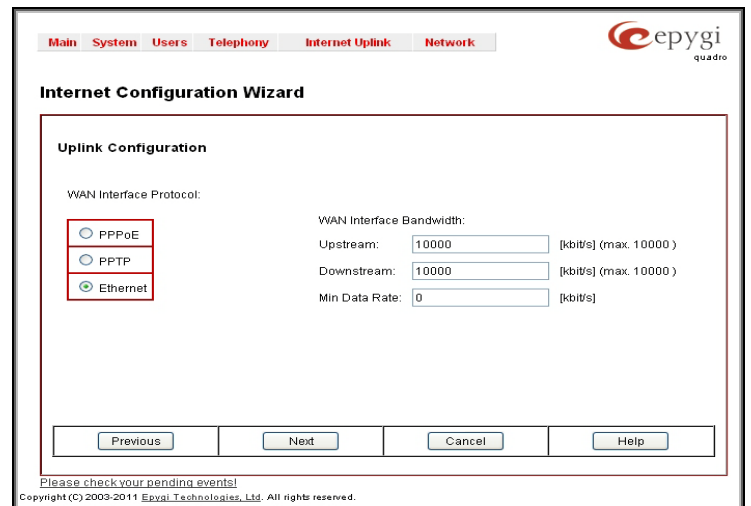 Main System Users Telephony Internet Uplink Network
epygi
quadro
Internet Configuration Wizard
Uplink Configuration
WAN Interface Protocol:
PPPoE
PPTP
Ethernet
WAN Interface Bandwidth:
Upstream: 10000 [kbit/s] (max. 10000 )
Downstream: 10000 [kbit/s] (max. 10000 )
Min Data Rate: 0 [kbit/s]
Previous Next Cancel Help
Please check your pending events!
Copyright (C) 2003-2011 Epygi Technologies, Ltd. All rights reserved.